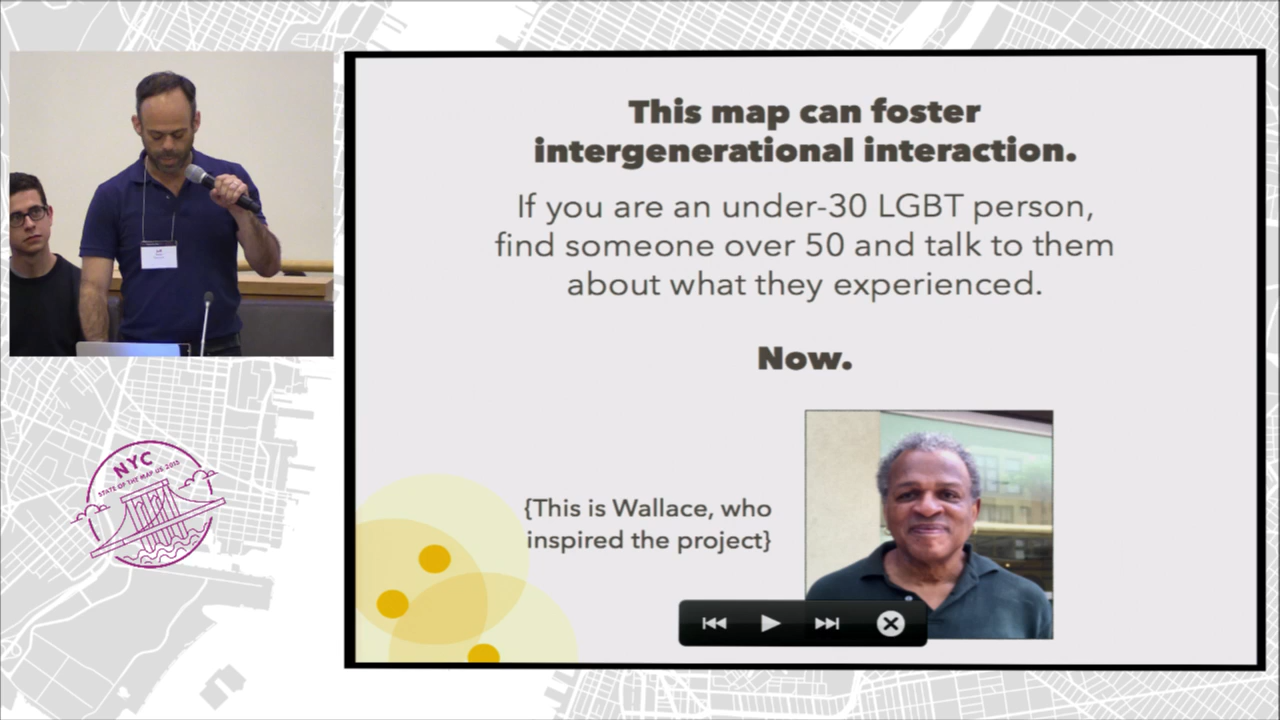 This map can foster
intergenerational interaction.
If you are an under-30 LGBT person,
find someone over 50 and talk to them
about what they experienced.
Now.
{This is Wallace, who
inspired the project}
NYC
STATE OF THE MAP US 2015